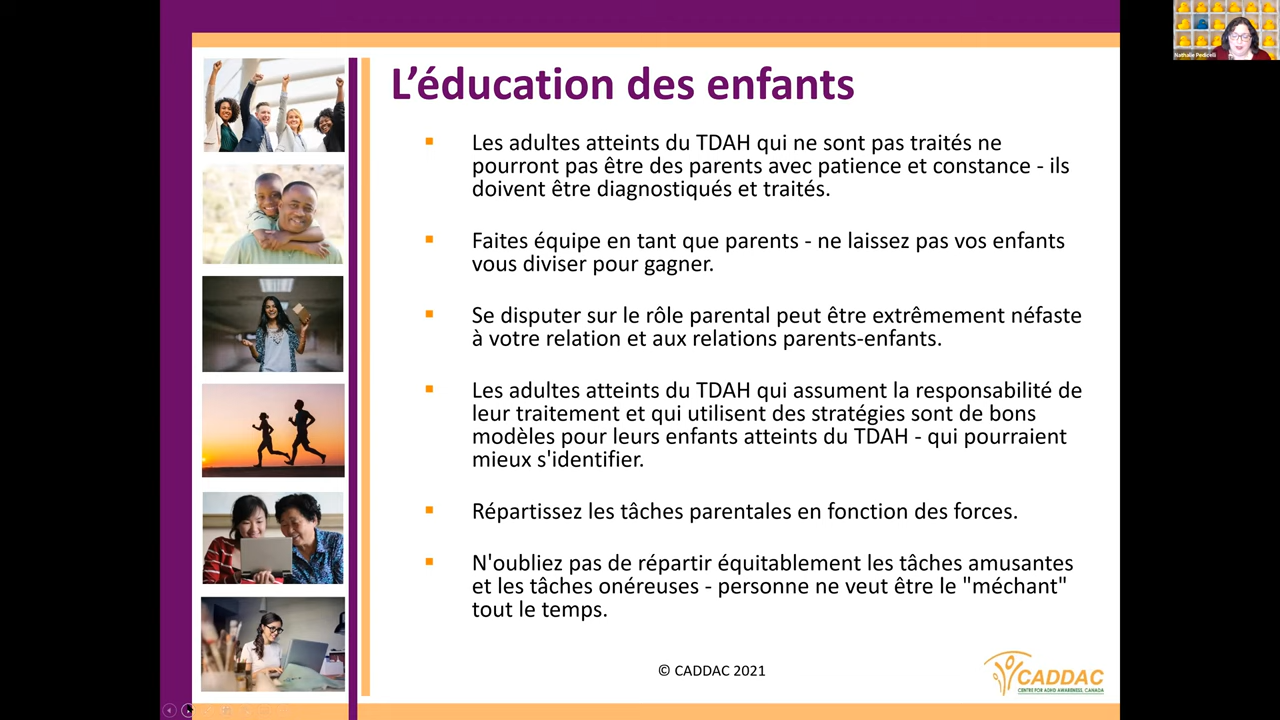 L'éducation des enfants
Les adultes atteints du TDAH qui ne sont pas traités ne
pourront pas être des parents avec patience et constance - ils
doivent être diagnostiqués et traités.
Faites équipe en tant que parents - ne laissez pas vos enfants
vous diviser pour gagner.
Se disputer sur le rôle parental peut être extrêmement néfaste
à votre relation et aux relations parents-enfants.
Les adultes atteints du TDAH qui assument la responsabilité de
leur traitement et qui utilisent des stratégies sont de bons
modèles pour leurs enfants atteints du TDAH - qui pourraient
mieux s'identifier.
Répartissez les tâches parentales en fonction des forces.
N'oubliez pas de répartir équitablement les tâches amusantes
et les tâches onéreuses - personne ne veut être le "méchant"
tout le temps.
© CADDAC 2021
CADDAC
CENTRE FOR ADHD AWARENESS, CANADA
Nathalie Pedicelli